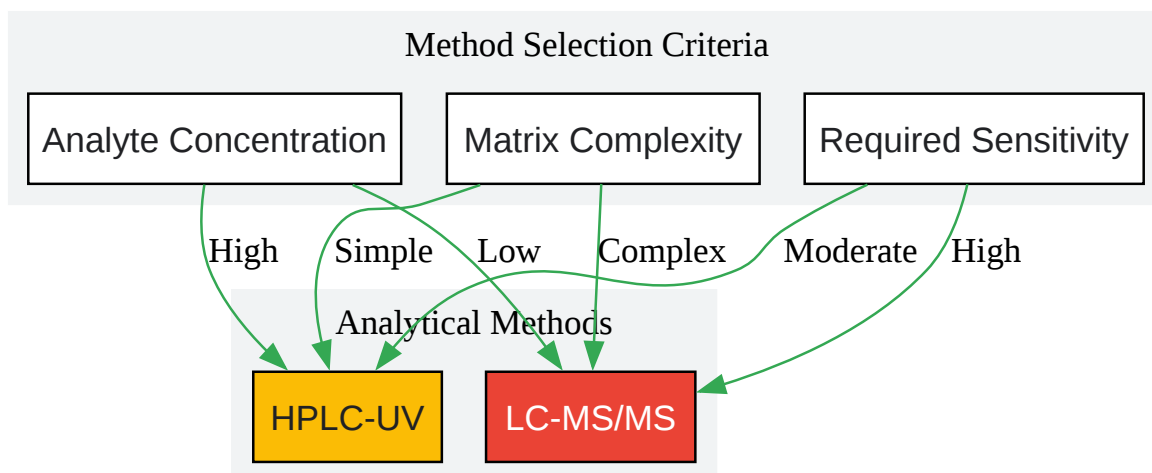 Method Selection Criteria
Analyte Concentration
Matrix Complexity
Required Sensitivity
High
Simple
Low
Complex
Moderate
High
Analytical Methods
HPLC-UV
LC-MS/MS